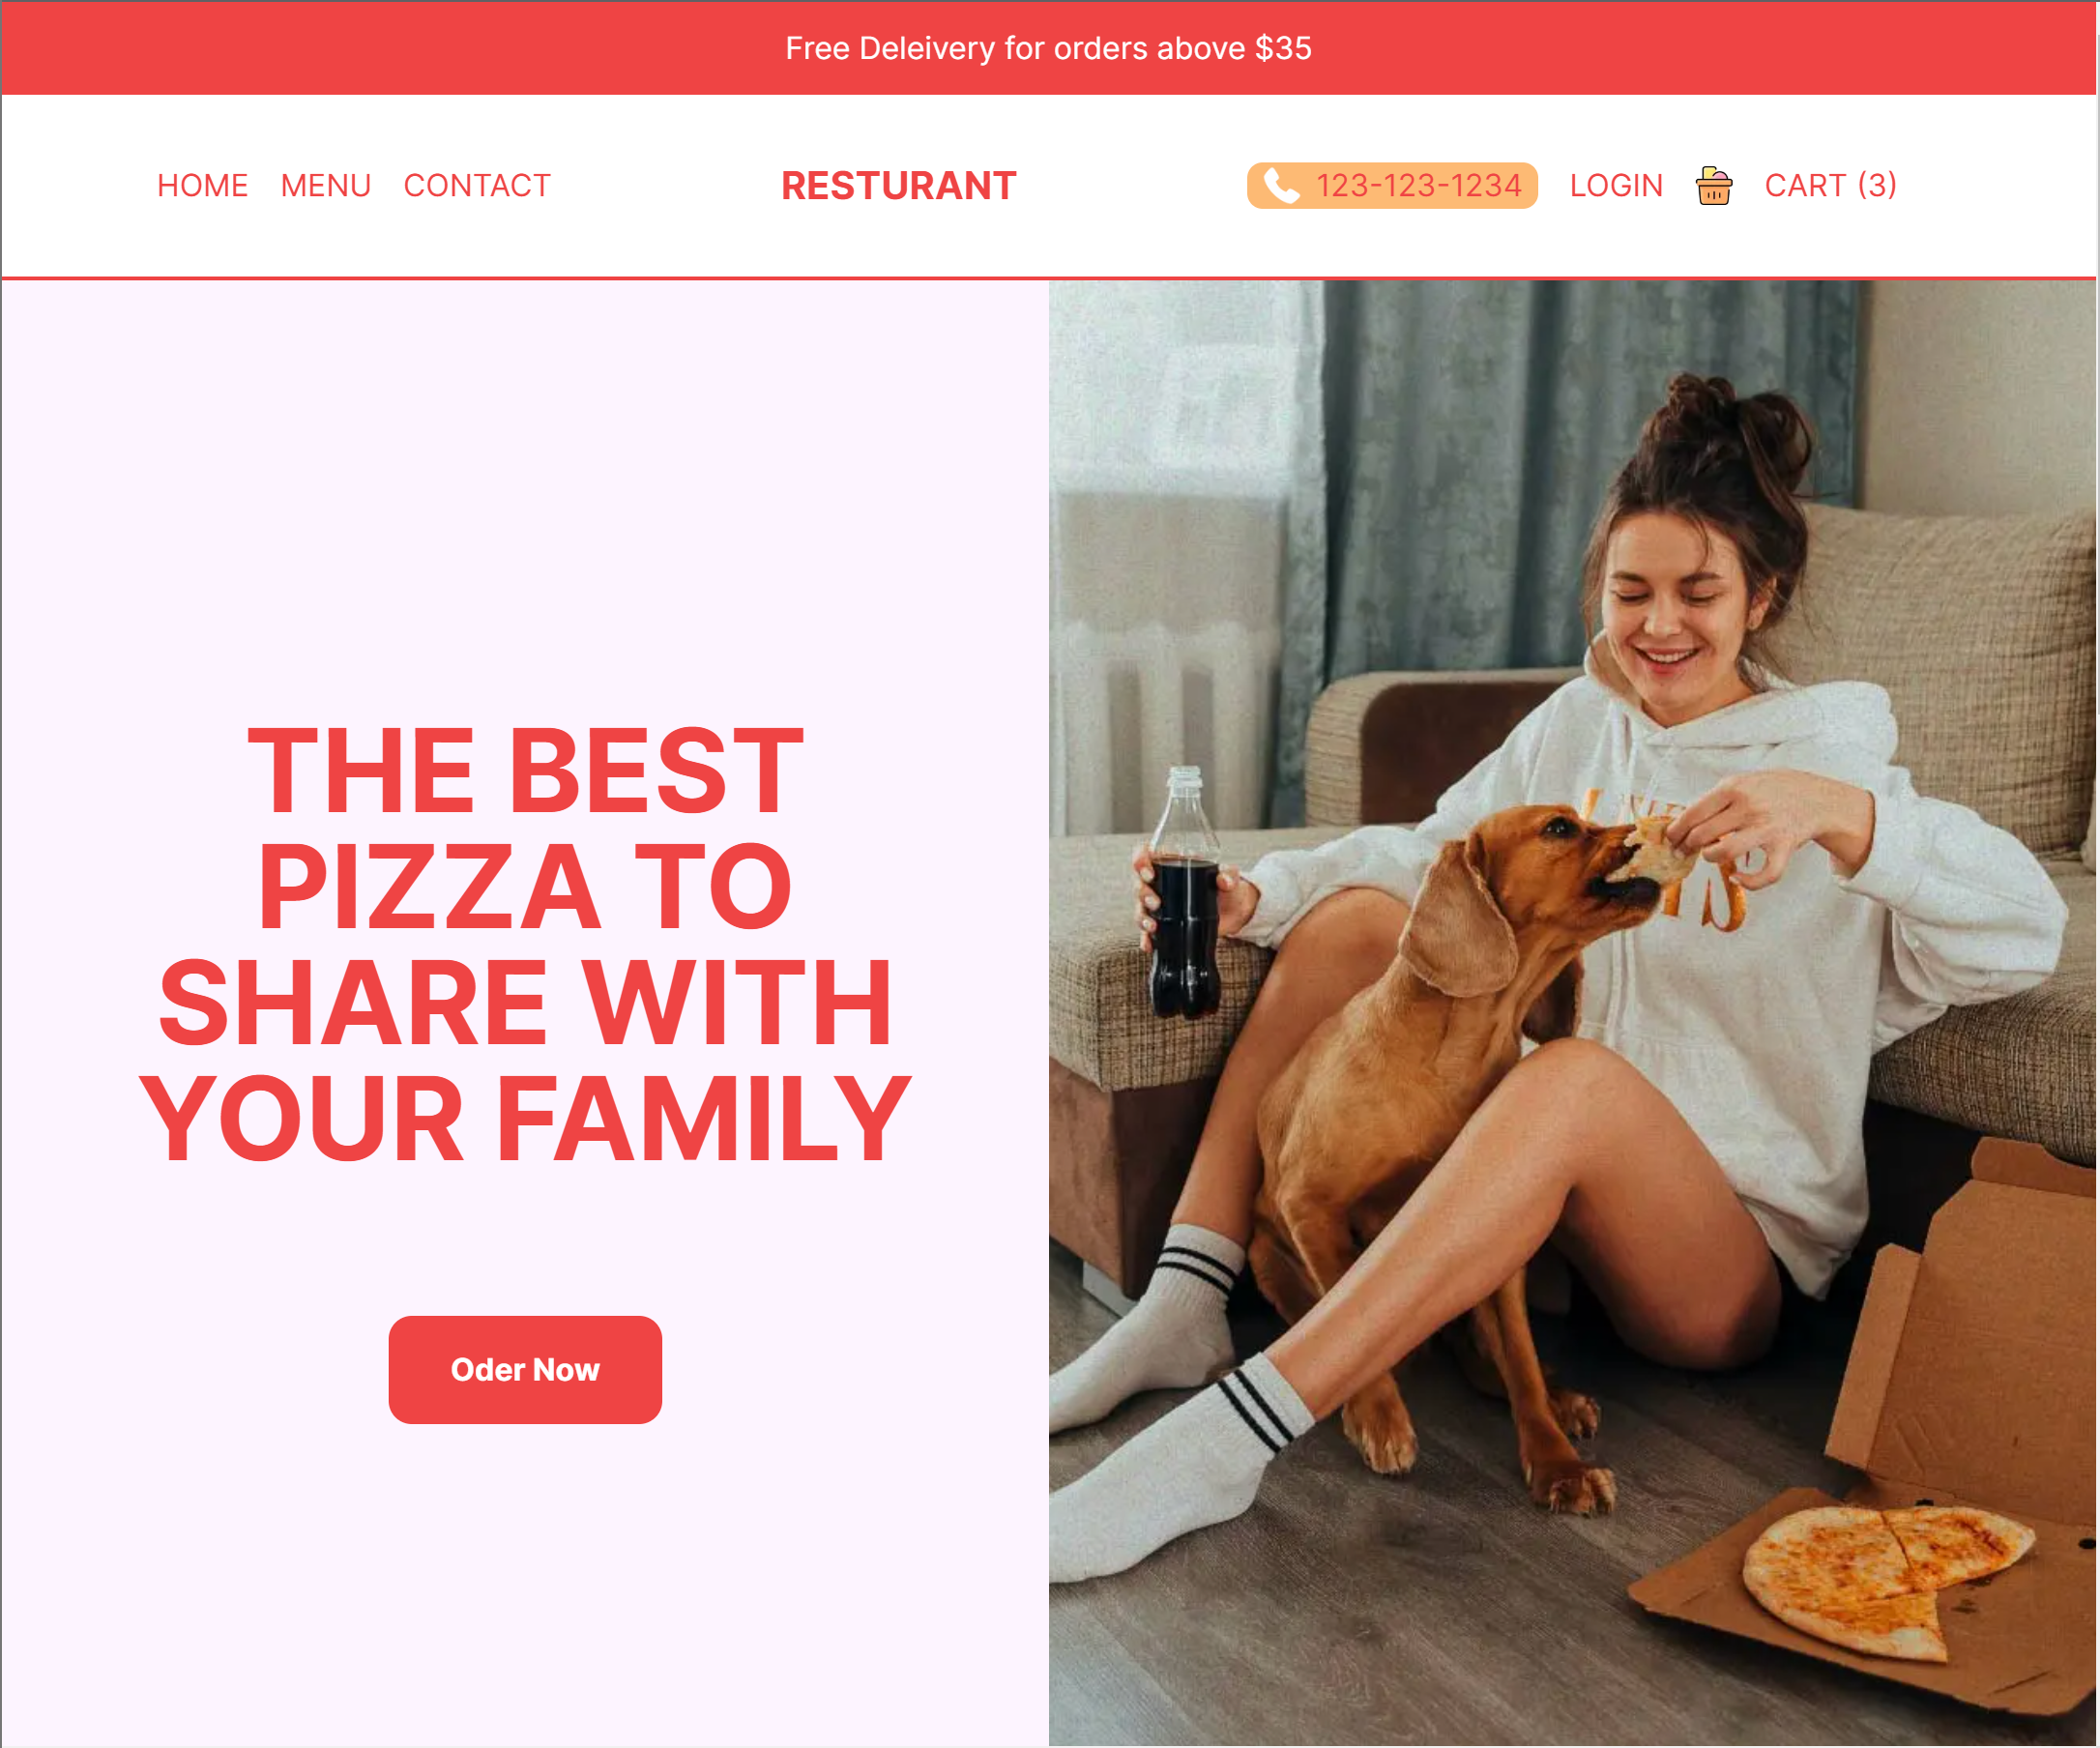 Free Deleivery for orders above $35
HOME MENU CONTACT RESTURANT 123-123-1234 LOGIN CART (3)
THE BEST
PIZZA TO
SHARE WITH
YOUR FAMILY
Oder Now